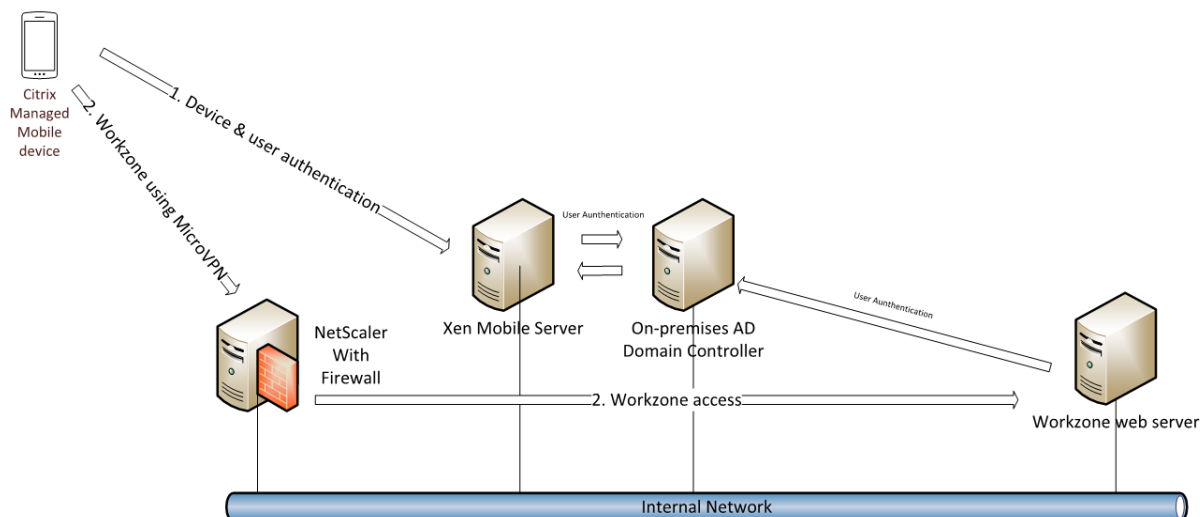 Citrix
Managed
Mobile
device
1. Device & user authentication
2. Workzone using MicroVPN
User Aunthentication
Xen Mobile Server
On-premises AD
Domain Controller
User Aunthentication
NetScaler
With
Firewall
2. Workzone access
Workzone web server
Internal Network